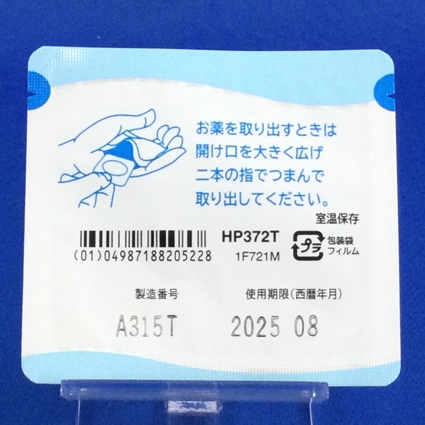 お薬を取り出すときは
開け口を大きく広げ
二本の指でつまんで
取り出してください。
室温保存
HP372T
1F721M
プラ
包装袋
フィルム
(01)04987188205228
製造番号
使用期限(西暦年月)
A315T
2025 08